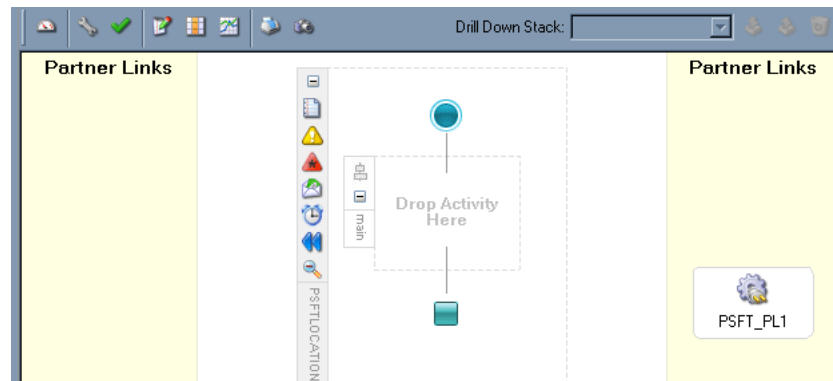 Drill Down Stack:
Partner Links
Partner Links
main
Drop Activity
Here
PSFTLOCATION
PSFT_PL1